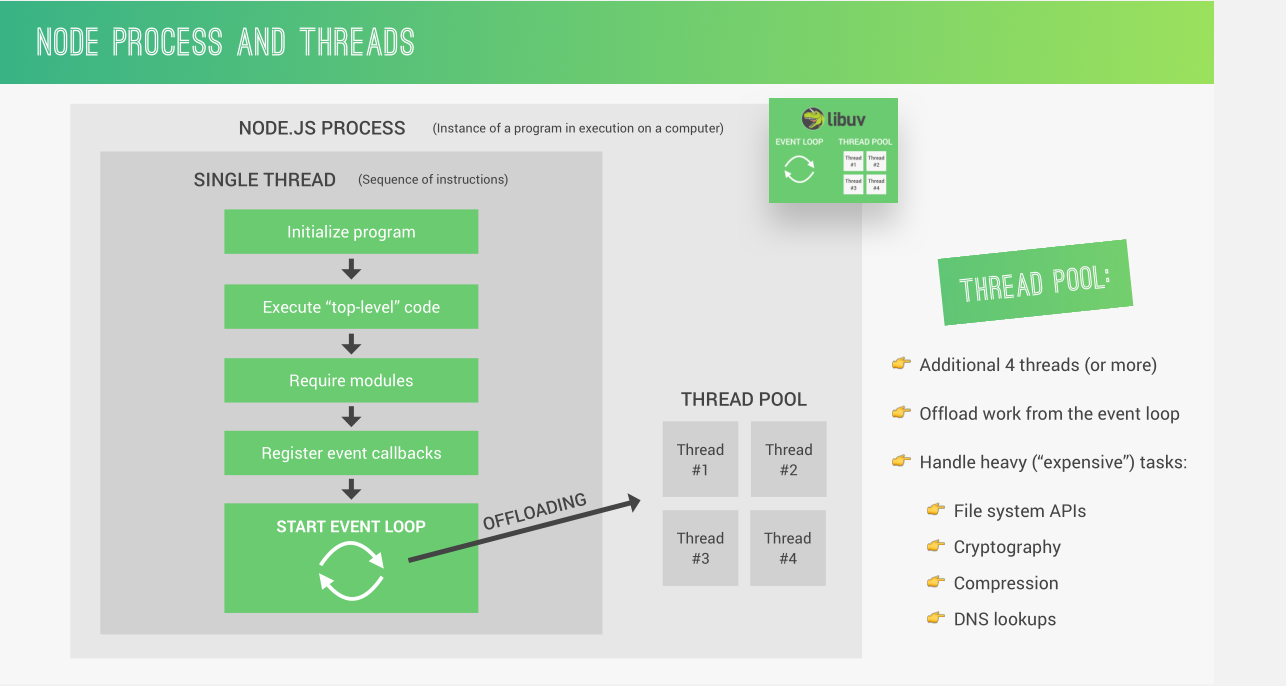 NODE PROCESS AND THREADS
NODE.JS PROCESS (Instance of a program in execution on a computer)
libuv
EVENT LOOP THREAD POOL
Thread #1
Thread #2
Thread #3
Thread #4
SINGLE THREAD (Sequence of instructions)
Initialize program
Execute “top-level” code
Require modules
Register event callbacks
START EVENT LOOP
OFFLOADING
THREAD POOL
Thread #1
Thread #2
Thread #3
Thread #4
THREAD POOL:
Additional 4 threads (or more)
Offload work from the event loop
Handle heavy (“expensive”) tasks:
File system APIs
Cryptography
Compression
DNS lookups